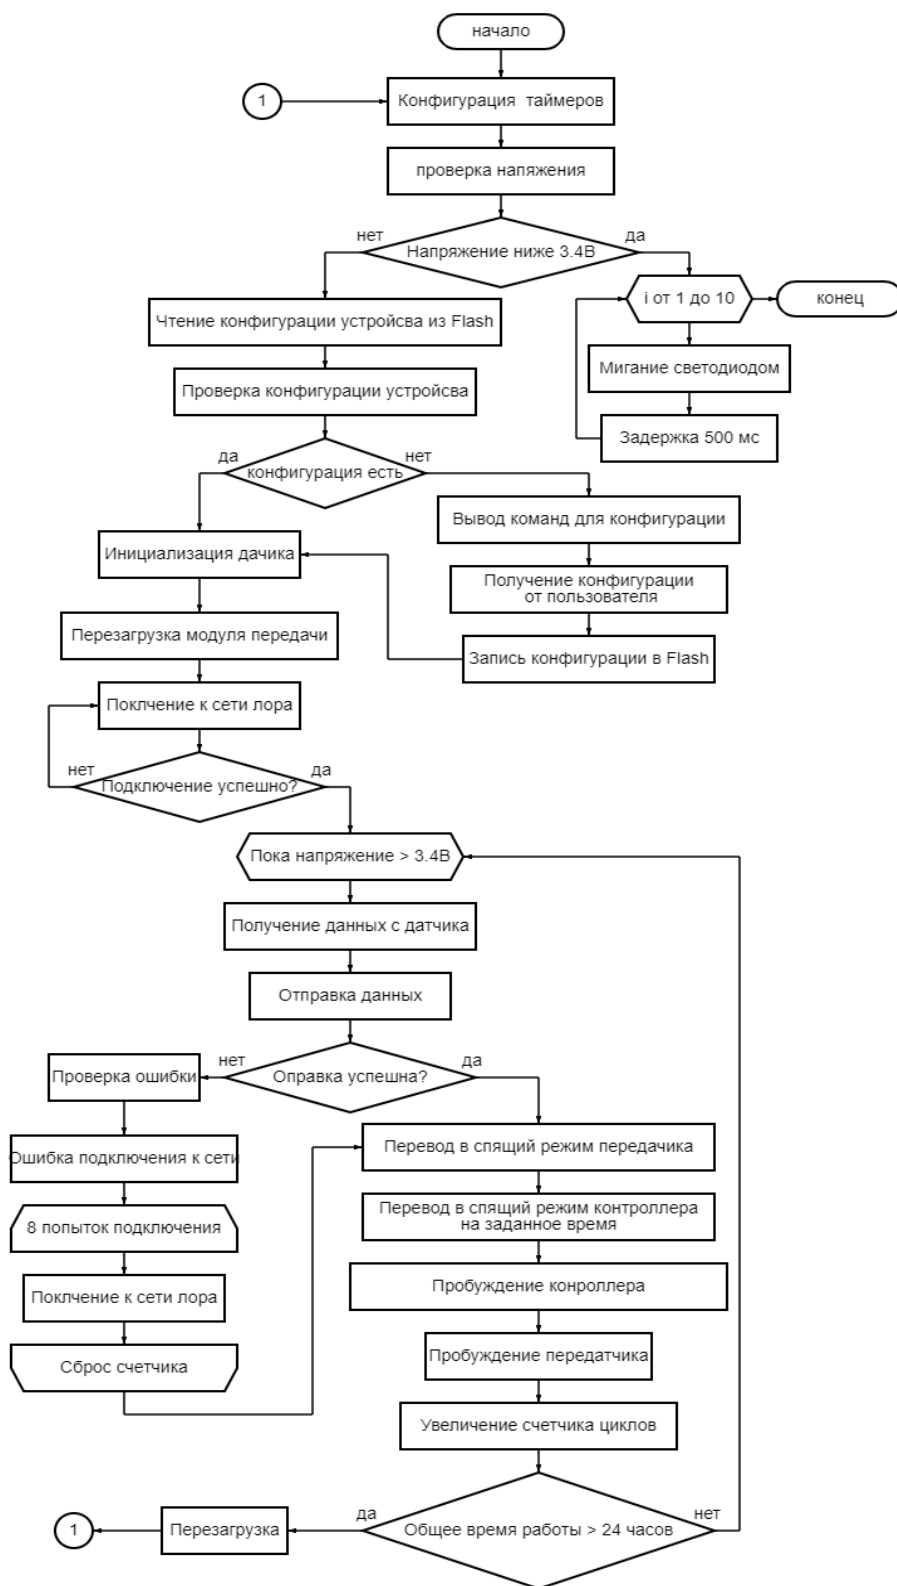 начало
1
Конфигурация таймеров
проверка напяжения
нет
да
Напряжение ниже 3.4В
i от 1 до 10
конец
Чтение конфигурации устройсва из Flash
Мигание светодиодом
Проверка конфигурации устройсва
Задержка 500 мс
да
нет
конфигурация есть
Вывод команд для конфигурации
Инициализация дачика
Получение конфигурации
от пользователя
Перезагрузка модуля передачи
Запись конфигурации в Flash
Поклчение к сети лора
нет
да
Подключение успешно?
Пока напряжение > 3.4В
Получение данных с датчика
Отправка данных
нет
да
Проверка ошибки
Оправка успешна?
Перевод в спящий режим передачика
Ошибка подключения к сети
Перевод в спящий режим контроллера
на заданное время
8 попыток подключения
Пробуждение конроллера
Поклчение к сети лора
Пробуждение передатчика
Сброс счетчика
Увеличение счетчика циклов
да
нет
1
Перезагрузка
Общее время работы > 24 часов